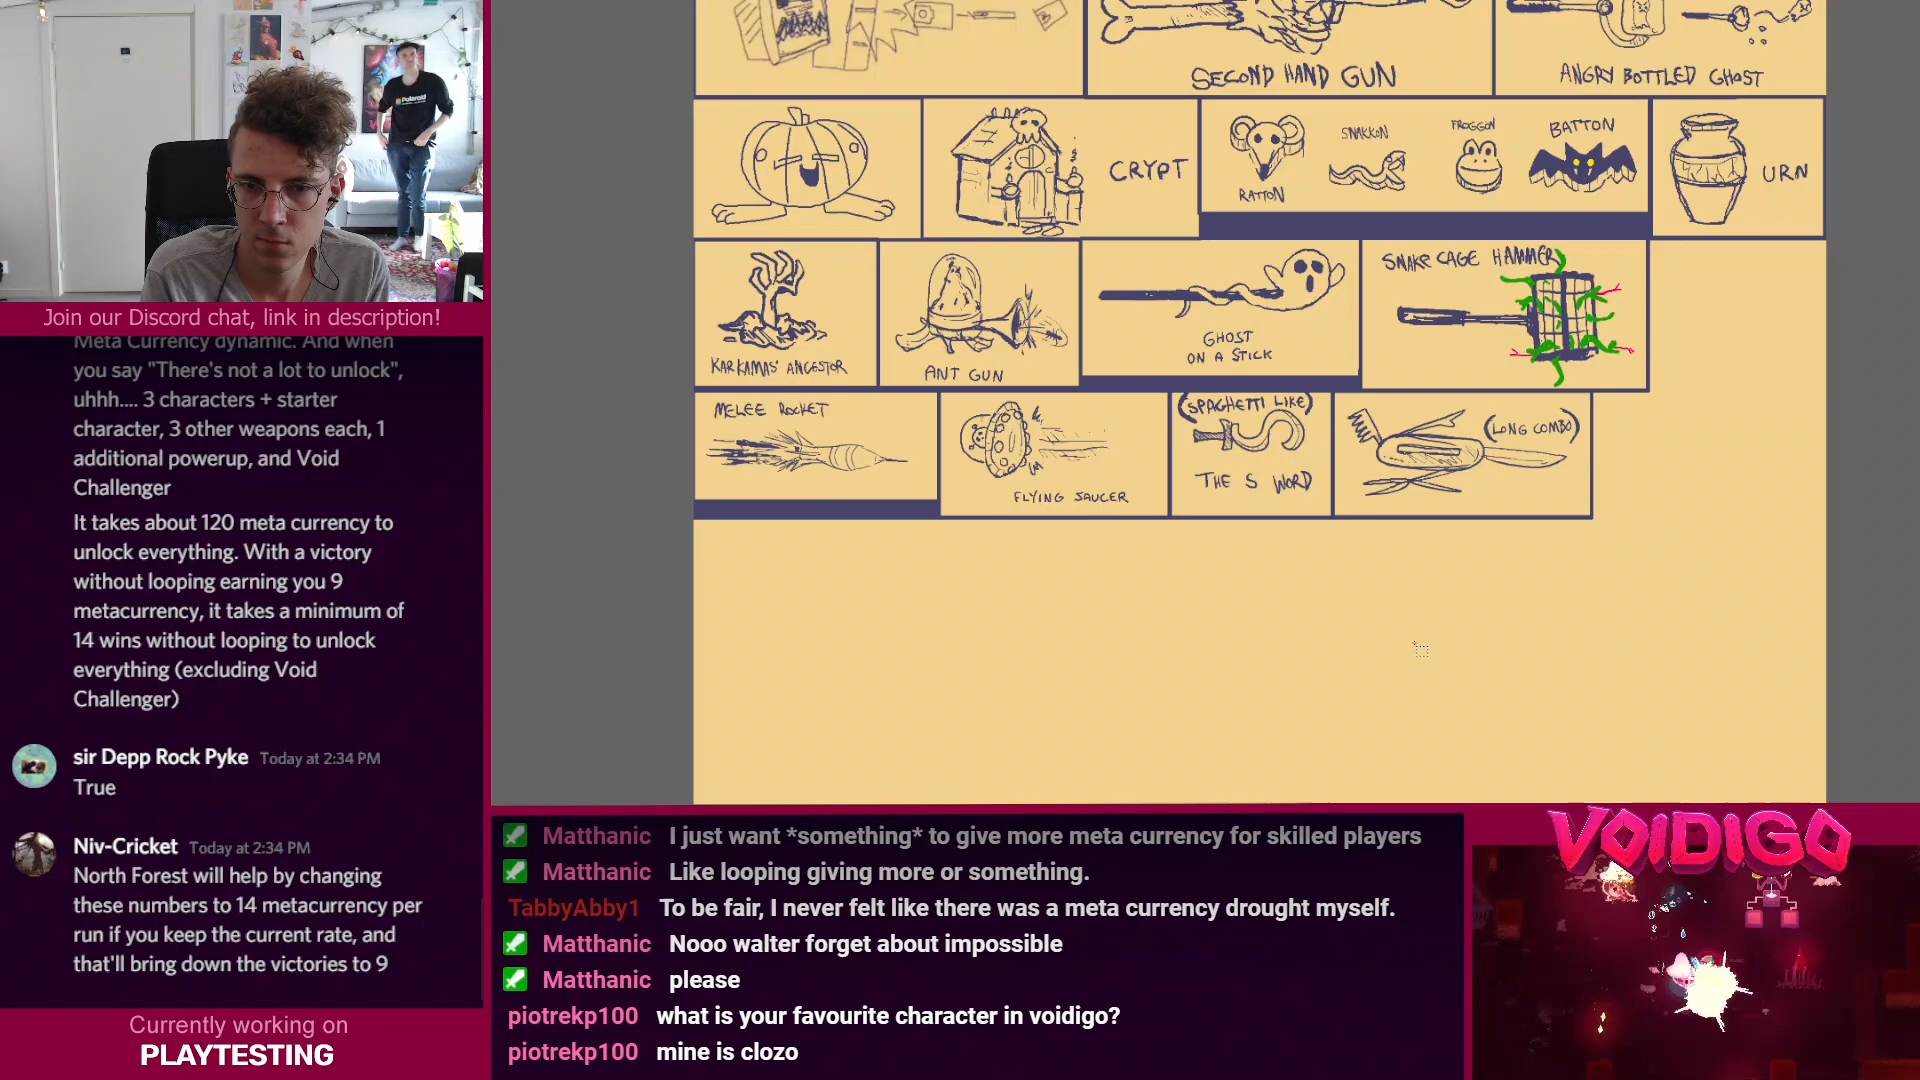 Polaroid
Join our Discord chat, link in description!
Meta Currency dynamic. And when
you say "There's not a lot to unlock",
uhhh.... 3 characters + starter
character, 3 other weapons each, 1
additional powerup, and Void
Challenger
It takes about 120 meta currency to
unlock everything. With a victory
without looping earning you 9
metacurrency, it takes a minimum of
14 wins without looping to unlock
everything (excluding Void
Challenger)
sir Depp Rock Pyke Today at 2:34 PM
True
Niv-Cricket Today at 2:34 PM
North Forest will help by changing
these numbers to 14 metacurrency per
run if you keep the current rate, and
that'll bring down the victories to 9
Currently working on
PLAYTESTING
SECOND HAND GUN
ANGRY BOTTLED GHOST
CRYPT
RATTON
SNAKKON
FROGGON
BATTON
URN
KARKAMAS' ANCESTOR
ANT GUN
GHOST
ON A STICK
SNAKE CAGE HAMMER
MELEE ROCKET
FLYING SAUCER
(SPAGHETTI LIKE)
THE S WORD
(LONG COMBO)
Matthanic I just want *something* to give more meta currency for skilled players
Matthanic Like looping giving more or something.
TabbyAbby1 To be fair, I never felt like there was a meta currency drought myself.
Matthanic Nooo walter forget about impossible
Matthanic please
piotrekp100 what is your favourite character in voidigo?
piotrekp100 mine is clozo
VOIDIGO